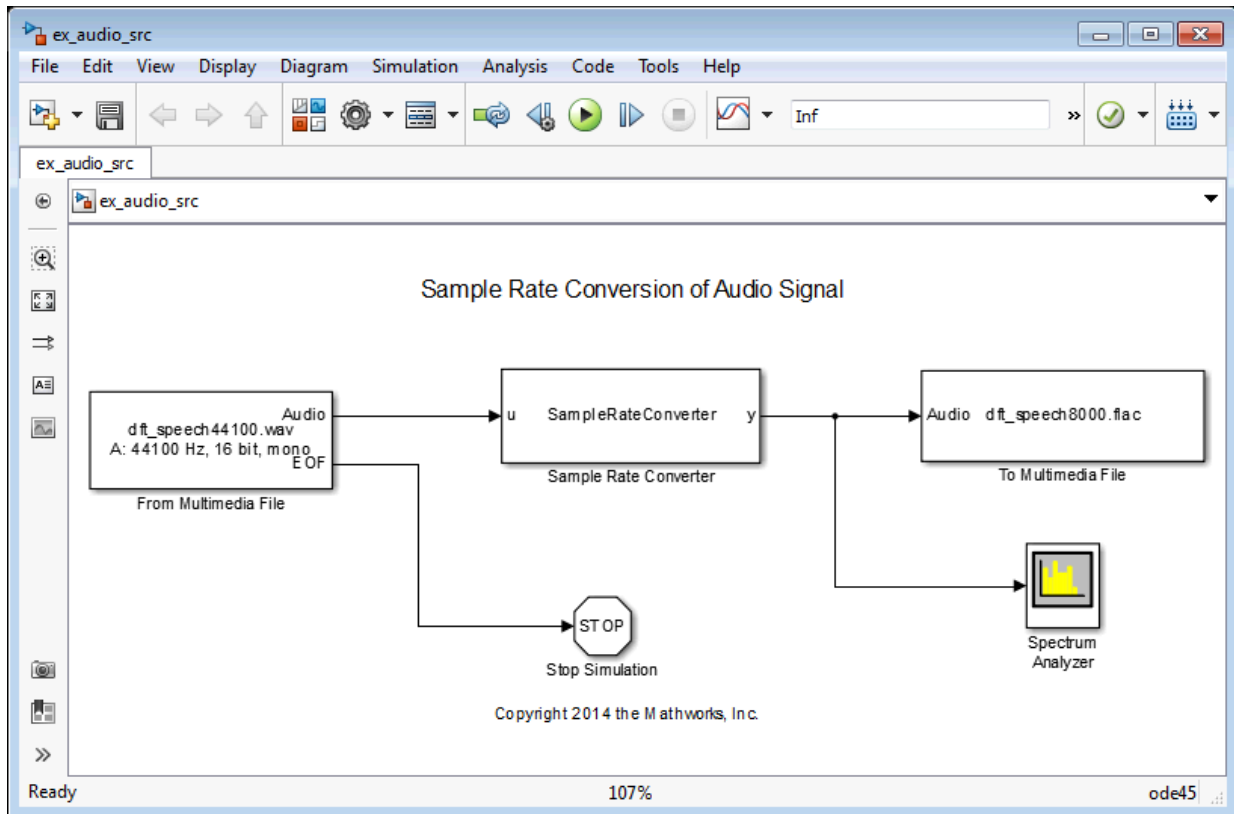 ex_audio_src
File Edit View Display Diagram Simulation Analysis Code Tools Help
Inf
ex_audio_src
ex_audio_src
Sample Rate Conversion of Audio Signal
Audio
dft_speech44100.wav
A: 44100 Hz, 16 bit, mono
EOF
From Multimedia File
u SampleRateConverter y
Sample Rate Converter
Audio dft_speech8000.flac
To Multimedia File
STOP
Stop Simulation
Spectrum
Analyzer
Copyright 2014 the Mathworks, Inc.
Ready 107% ode45